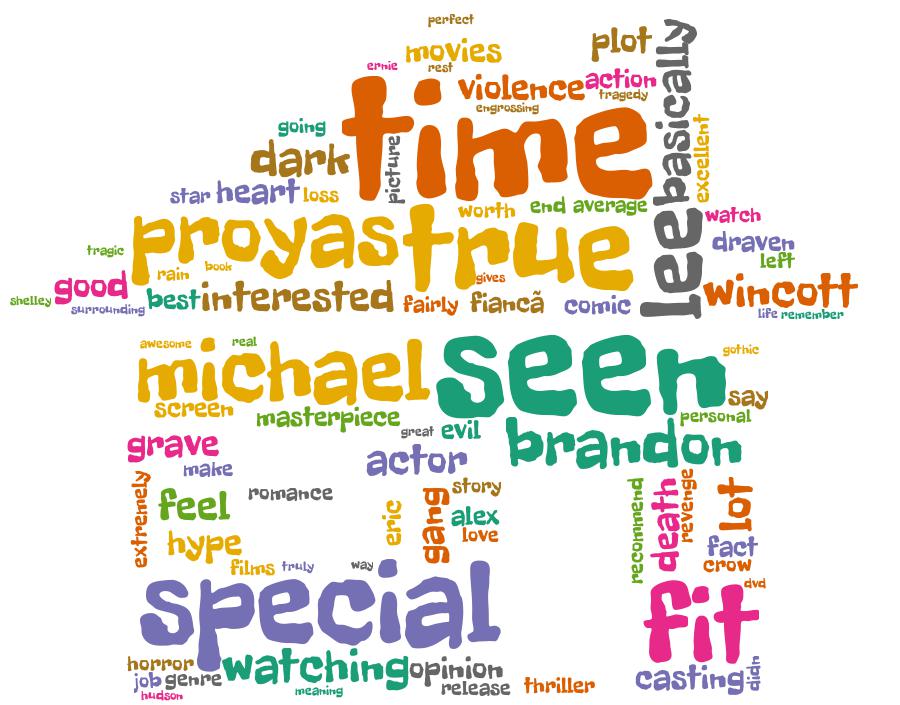 perfect
movies
plot
basically
ernie
rest
violence
action
tragedy
engrossing
time
going
dark
picture
excellent
star heart loss
worth
end average
lee
watch
proyas
true
draven
left
tragic
rain
book
gives
good
shelley
surrounding
best
interested
fairly
fiancã
comic
wincott
life remember
awesome
real
michael
seen
gothic
screen
masterpiece
say
personal
great
evil
brandon
grave
make
actor
extremely
feel
romance
story
eric
gang
alex
love
recommend
death
revenge
lot
hype
fact
crow
films truly
way
dvd
special
fit
horror
watching
opinion
job genre
release
thriller
casting
didn
hudson
meaning